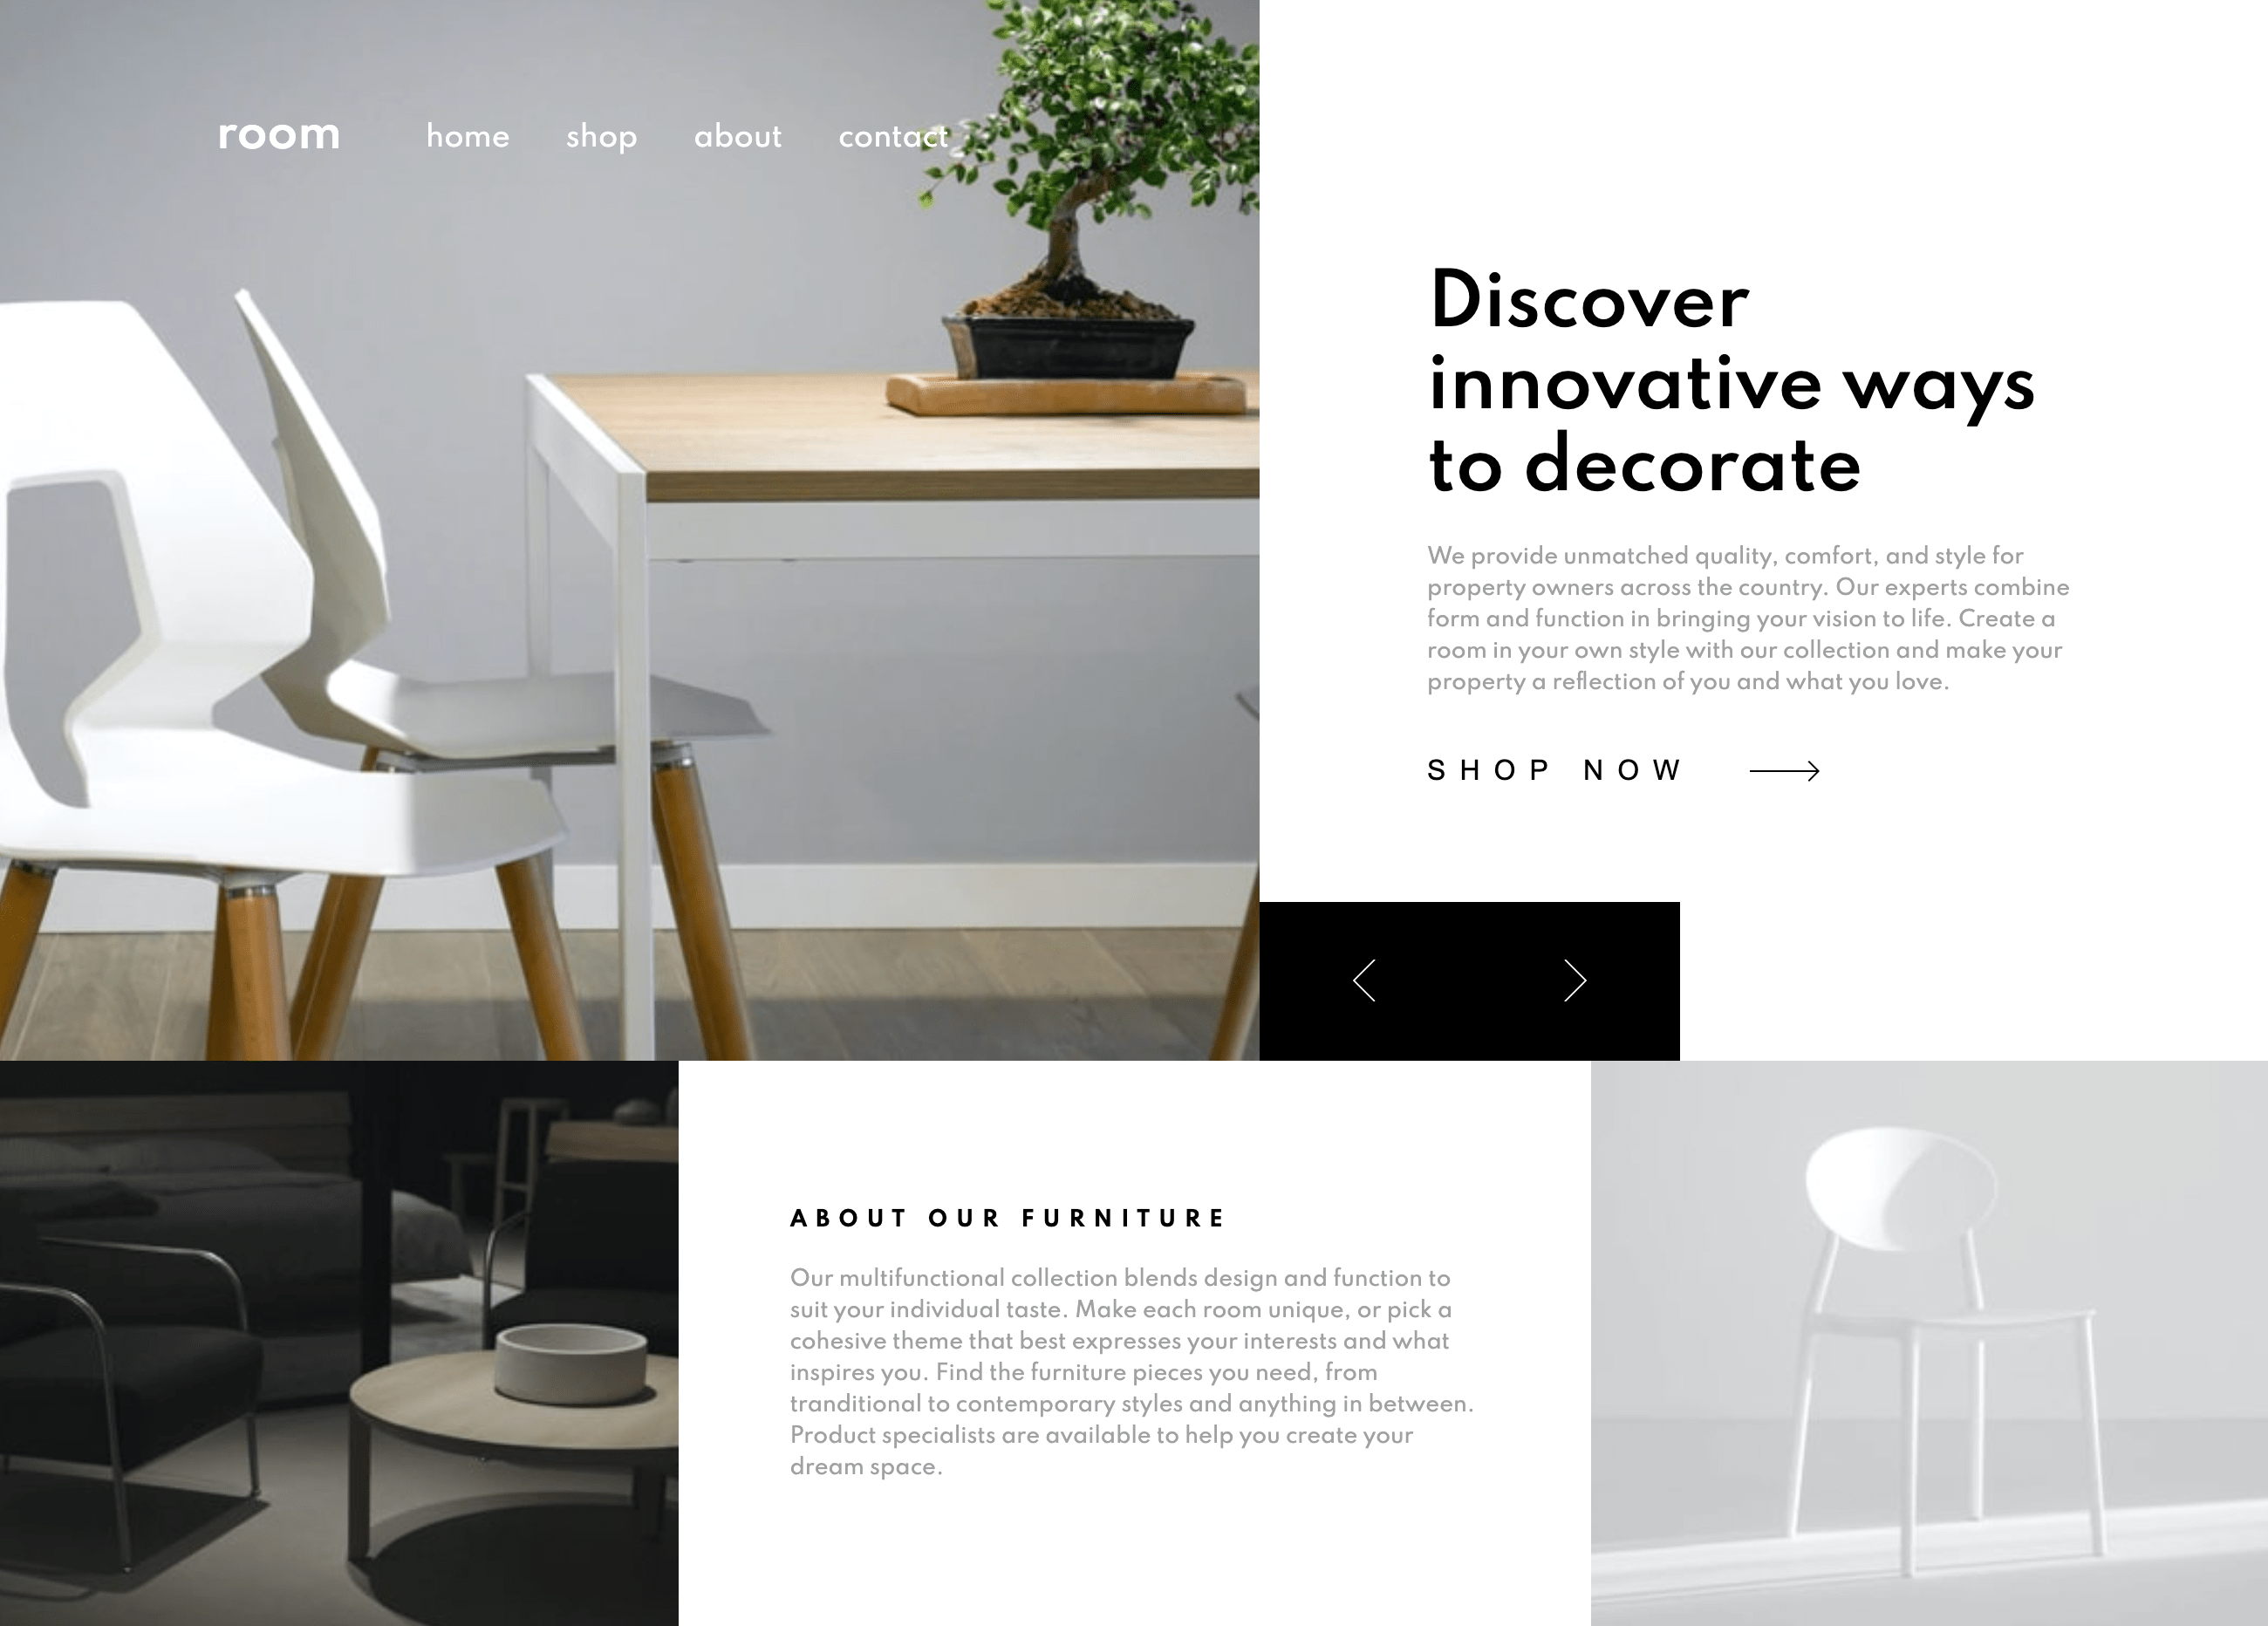 room home shop about contact
Discover
innovative ways
to decorate
We provide unmatched quality, comfort, and style for
property owners across the country. Our experts combine
form and function in bringing your vision to life. Create a
room in your own style with our collection and make your
property a reflection of you and what you love.
SHOP NOW
ABOUT OUR FURNITURE
Our multifunctional collection blends design and function to
suit your individual taste. Make each room unique, or pick a
cohesive theme that best expresses your interests and what
inspires you. Find the furniture pieces you need, from
tranditional to contemporary styles and anything in between.
Product specialists are available to help you create your
dream space.